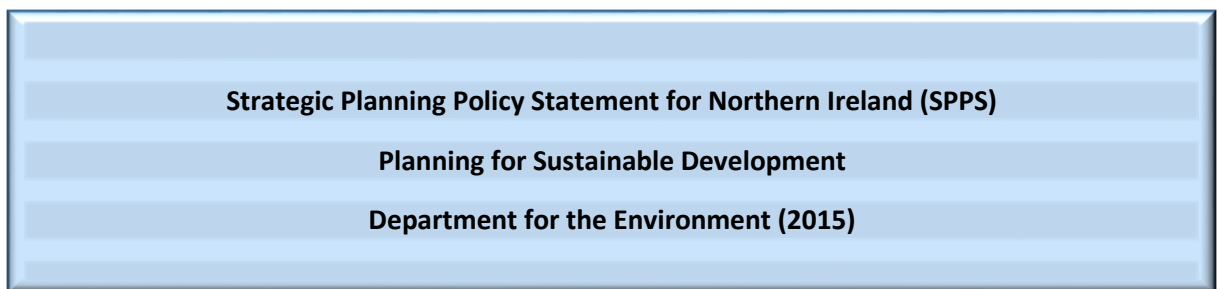 Strategic Planning Policy Statement for Northern Ireland (SPPS)
Planning for Sustainable Development
Department for the Environment (2015)